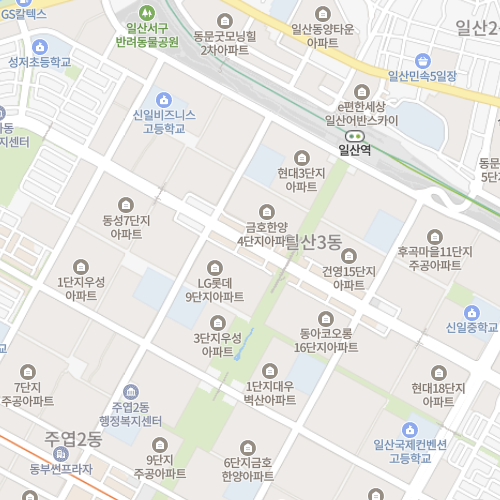 GS칼텍스
일산서구
반려동물공원
동문굿모닝힐
2차아파트
일산동양타운
아파트
일산2
성저초등학교
일산민속5일장
e편한세상
일산어반스카이
신일비즈니스
고등학교
마동
지센터
일산역
동문
5단
현대3단지
아파트
동성7단지
아파트
금호한양
4단지아파트
일산3동
후곡마을11단지
주공아파트
건영15단지
아파트
1단지우성
아파트
LG롯데
9단지아파트
신일중학교
3단지우성
아파트
동아코오롱
16단지아파트
교
7단지
주공아파트
1단지대우
벽산아파트
현대18단지
아파트
주엽2동
행정복지센터
주엽2동
일산국제컨벤션
고등학교
동부썬프라자
9단지
주공아파트
6단지금호
한양아파트